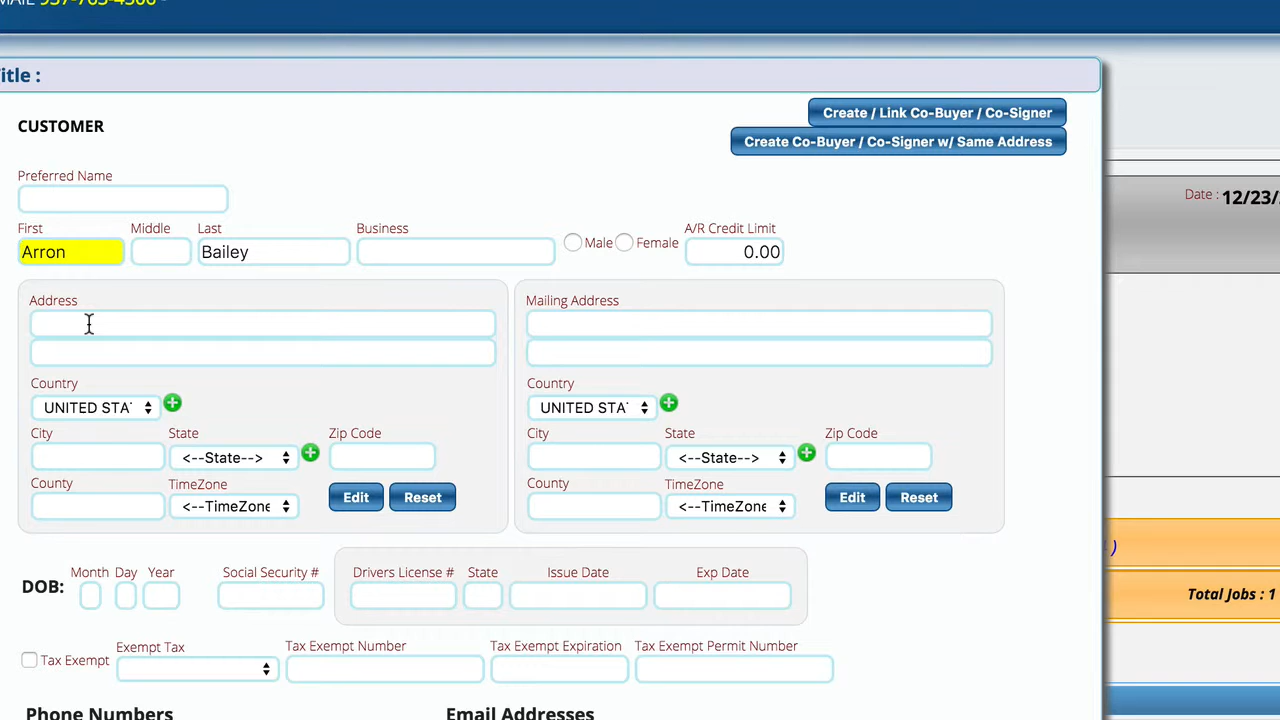 Title :
CUSTOMER
Create / Link Co-Buyer / Co-Signer
Create Co-Buyer / Co-Signer w/ Same Address
Preferred Name
First Middle Last Business Male Female A/R Credit Limit
Arron Bailey 0.00
Date : 12/23/
Address
Country
UNITED STA
City State Zip Code
<--State-->
County TimeZone
<--TimeZone
Edit Reset
Mailing Address
Country
UNITED STA
City State Zip Code
<--State-->
County TimeZone
<--TimeZone
Edit Reset
)
Total Jobs : 1
DOB: Month Day Year Social Security # Drivers License # State Issue Date Exp Date
Tax Exempt Exempt Tax Tax Exempt Number Tax Exempt Expiration Tax Exempt Permit Number
Phone Numbers Email Addresses